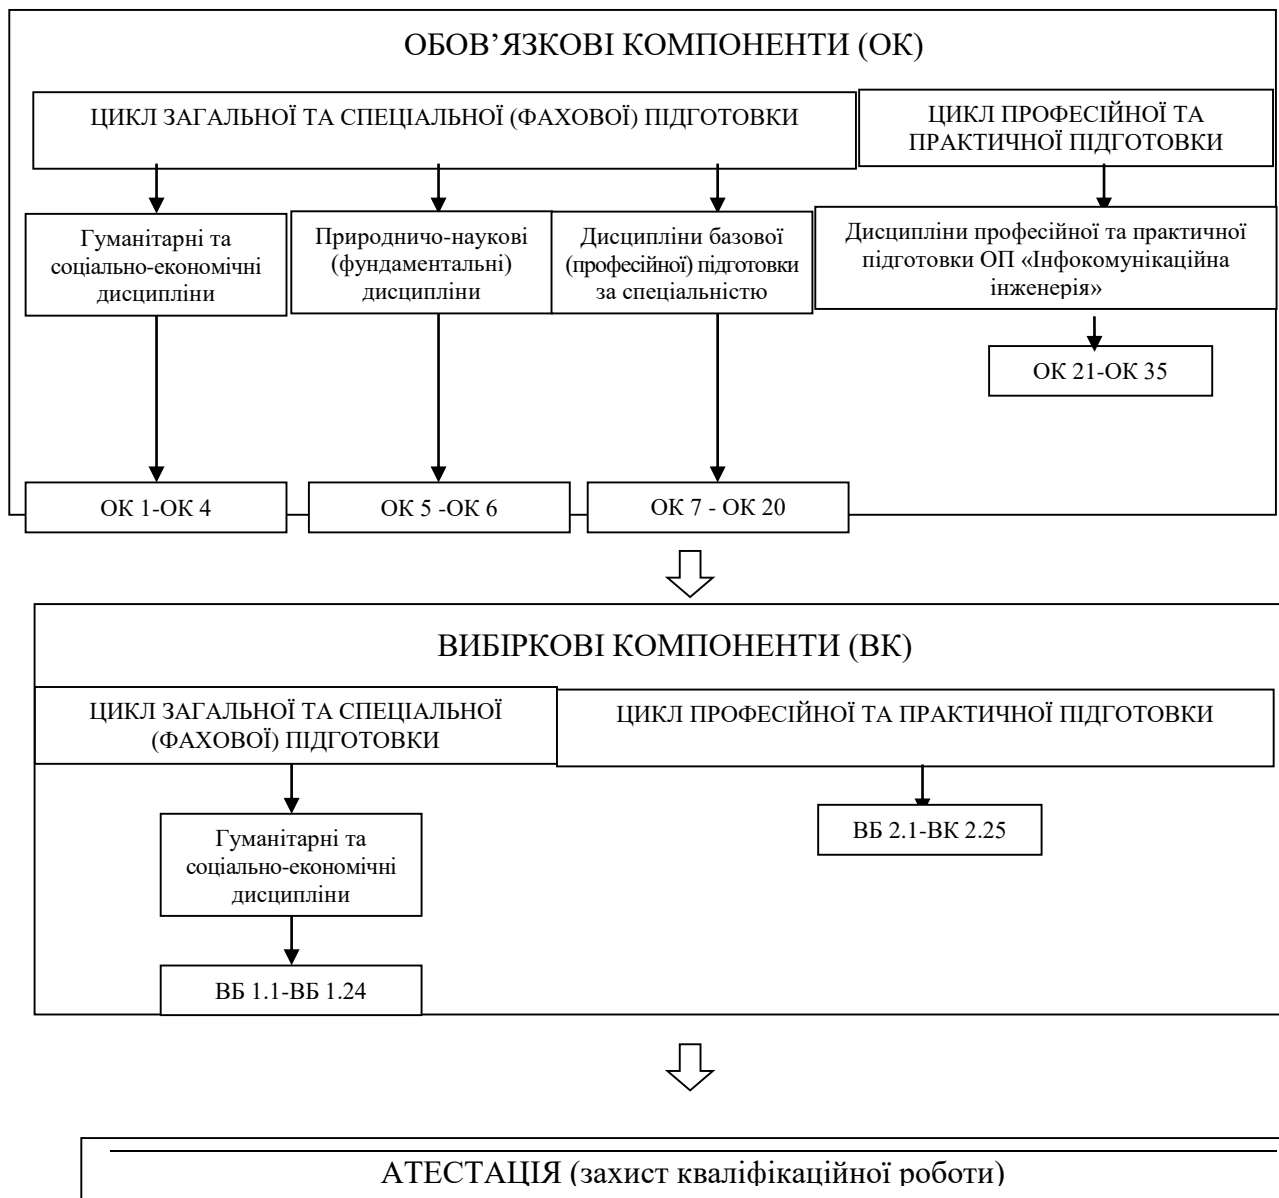 ОБОВ’ЯЗКОВІ КОМПОНЕНТИ (ОК)
ЦИКЛ ЗАГАЛЬНОЇ ТА СПЕЦІАЛЬНОЇ (ФАХОВОЇ) ПІДГОТОВКИ
ЦИКЛ ПРОФЕСІЙНОЇ ТА
ПРАКТИЧНОЇ ПІДГОТОВКИ
Гуманітарні та
соціально-економічні
дисципліни
Природничо-наукові
(фундаментальні)
дисципліни
Дисципліни базової
(професійної) підготовки
за спеціальністю
Дисципліни професійної та практичної
підготовки ОП «Інфокомунікаційна
інженерія»
ОК 21-ОК 35
ОК 1-ОК 4
ОК 5 -ОК 6
ОК 7 - ОК 20
ВИБІРКОВІ КОМПОНЕНТИ (ВК)
ЦИКЛ ЗАГАЛЬНОЇ ТА СПЕЦІАЛЬНОЇ
(ФАХОВОЇ) ПІДГОТОВКИ
ЦИКЛ ПРОФЕСІЙНОЇ ТА ПРАКТИЧНОЇ ПІДГОТОВКИ
Гуманітарні та
соціально-економічні
дисципліни
ВБ 2.1-ВК 2.25
ВБ 1.1-ВБ 1.24
АТЕСТАЦІЯ (захист кваліфікаційної роботи)